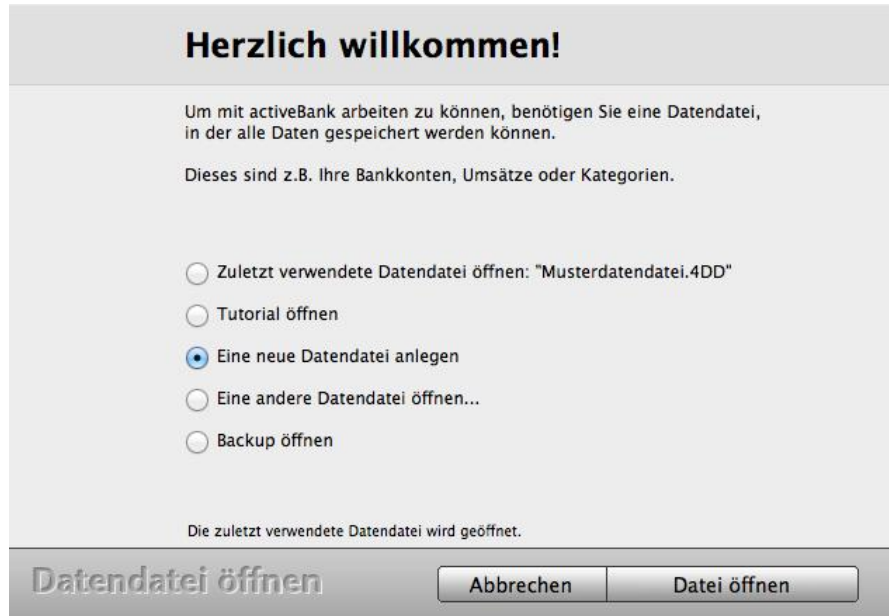 Herzlich willkommen!
Um mit activeBank arbeiten zu können, benötigen Sie eine Datendatei,
in der alle Daten gespeichert werden können.
Dieses sind z.B. Ihre Bankkonten, Umsätze oder Kategorien.
Zuletzt verwendete Datendatei öffnen: "Musterdatendatei.4DD"
Tutorial öffnen
Eine neue Datendatei anlegen
Eine andere Datendatei öffnen...
Backup öffnen
Die zuletzt verwendete Datendatei wird geöffnet.
Datendatei öffnen
Abbrechen
Datei öffnen